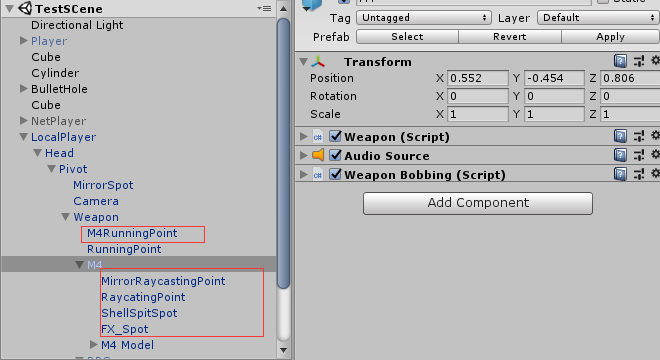 TestSCene
Directional Light
Player
Cube
Cylinder
BulletHole
Cube
NetPlayer
LocalPlayer
Head
Pivot
MirrorSpot
Camera
Weapon
M4RunningPoint
RunningPoint
M4
MirrorRaycastingPoint
RaycatingPoint
ShellSpitSpot
FX_Spot
M4 Model
Tag Untagged Layer Default
Prefab Select Revert Apply
Transform
Position X 0.552 Y -0.454 Z 0.806
Rotation X 0 Y 0 Z 0
Scale X 1 Y 1 Z 1
Weapon (Script)
Audio Source
Weapon Bobbing (Script)
Add Component